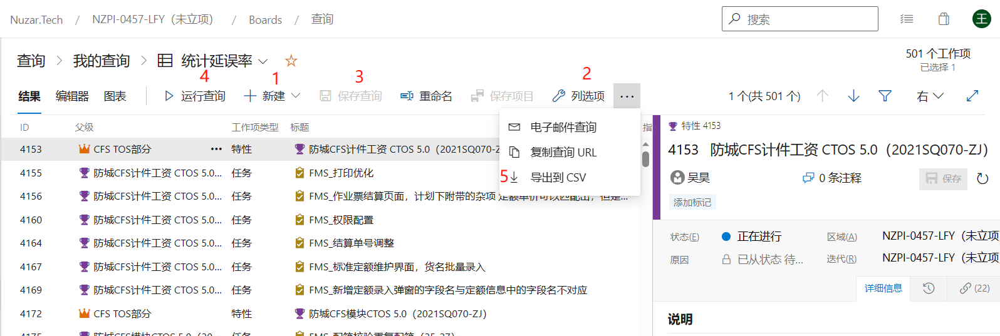 Nuzar.Tech / NZPI-0457-LFY（未立项） / Boards / 查询
搜索
王
查询 > 我的查询 > 统计延误率
501 个工作项
已选择 1
4 1 3 2
结果 编辑器 图表 运行查询 新建 保存查询 重命名 保存项目 列选项 ...
1 个(共 501 个) 右
电子邮件查询
复制查询 URL
5 导出到 CSV
ID 父级 工作项类型 标题 指
4153 CFS TOS部分 ... 特性 防城CFS计件工资 CTOS 5.0（2021SQ070-Z
4155 防城CFS计件工资 CTOS 5.0... 任务 FMS_打印优化
4156 防城CFS计件工资 CTOS 5.0... 任务 FMS_作业票结算页面，计划下附带的杂项 定额单价可以匹配出，但是...
4160 防城CFS计件工资 CTOS 5.0... 任务 FMS_权限配置
4164 防城CFS计件工资 CTOS 5.0... 任务 FMS_结算单号调整
4167 防城CFS计件工资 CTOS 5.0... 任务 FMS_标准定额维护界面，货名批量录入
4169 防城CFS计件工资 CTOS 5.0... 任务 FMS_新增定额录入弹窗的字段名与定额信息中的字段名不对应
4172 CFS TOS部分 特性 防城CFS模块CTOS 5.0（2021SQ070-ZJ）
特性 4153
4153 防城CFS计件工资 CTOS 5.0（2021SQ070-ZJ）
吴昊 0 条注释 保存
添加标记
状态(E) 正在进行 区域(A) NZPI-0457-LFY（未立项
原因 已从状态 待... 迭代(R) NZPI-0457-LFY（未立项
详细信息 (22)
说明